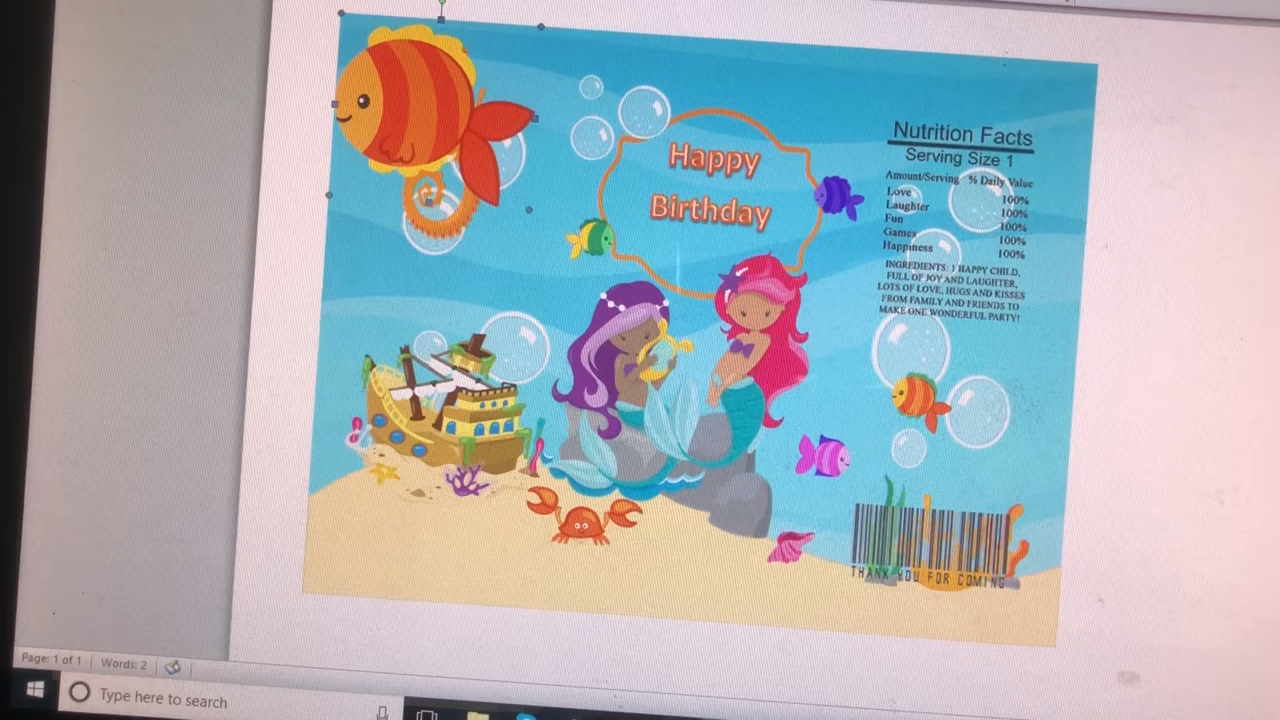 Happy
Birthday
Nutrition Facts
Serving Size 1
Amount/Serving % Daily Value
Love 100%
Laughter 100%
Fun 100%
Games 100%
Happiness 100%
INGREDIENTS: 1 HAPPY CHILD,
FULL OF JOY AND LAUGHTER,
LOTS OF LOVE, HUGS AND KISSES
FROM FAMILY AND FRIENDS TO
MAKE ONE WONDERFUL PARTY!
THANK YOU FOR COMING
Page: 1 of 1 Words: 2
Type here to search